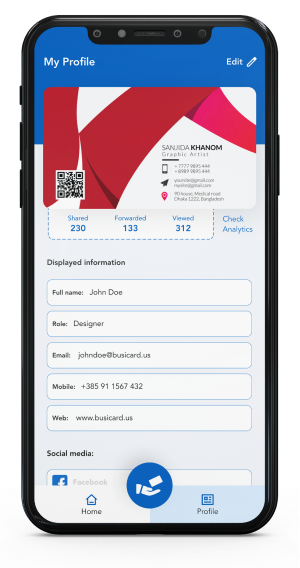 My Profile
Edit
SANJIDA KHANOM
Graphic Artist
+ 7777 9895 444
+ 8989 9895 444
yoursite@gmail.com
mysite@gmail.com
90 house, Medical road
Dhaka 1222, Bangladesh
Shared
Forwarded
Viewed
Check
230
133
312
Analytics
Displayed information
Full name: John Doe
Role: Designer
Email: johndoe@busicard.us
Mobile: +385 91 1567 432
Web: www.busicard.us
Social media:
Facebook
Home
Profile